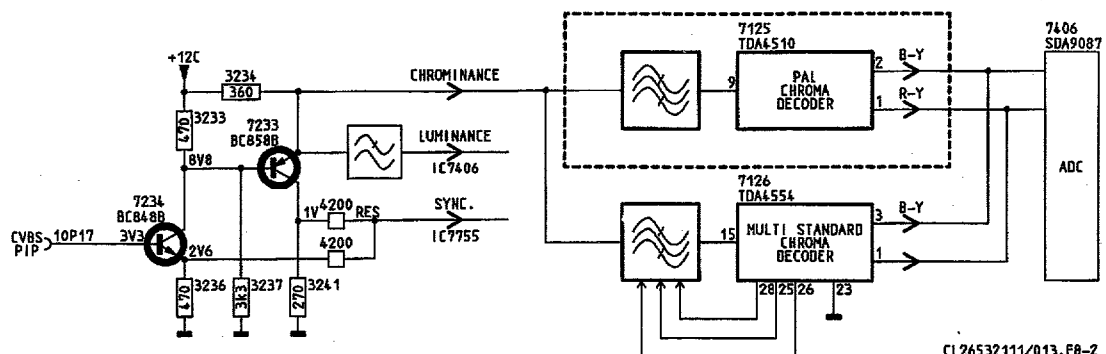 +12C
3234
360
470
3233
7233
BC858B
8V8
7234
BC848B
CVBS
PIP
10P17
3V3
2V6
470
3236
3k3
3237
270
3241
1V
4200
RES
4200
CHROMINANCE
LUMINANCE
IC7406
SYNC.
IC7755
7125
TDA4510
9
PAL
CHROMA
DECODER
2
B-Y
1
R-Y
7126
TDA4554
15
MULTI STANDARD
CHROMA
DECODER
3
B-Y
1
28
25
26
23
7406
SDA9087
ADC
CL26532111/013.E8-2